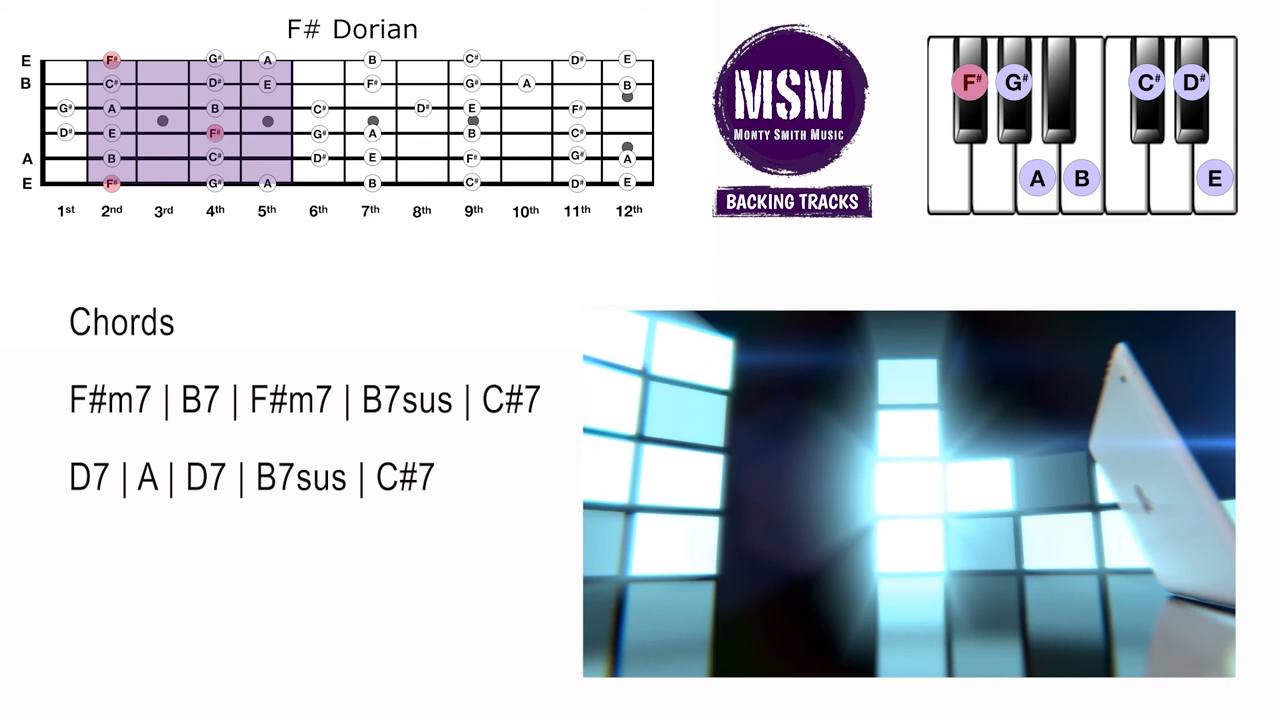 F# Dorian
E F# G# A B C# D# E
B C# D# E F# G# A B
G# A B C# D# E F#
D# E F# G# A B C#
A B C# D# E F# G# A
E F# G# A B C# D# E
1st 2nd 3rd 4th 5th 6th 7th 8th 9th 10th 11th 12th
MSM
MONTY SMITH MUSIC
BACKING TRACKS
F# G# C# D#
A B E
Chords
F#m7 | B7 | F#m7 | B7sus | C#7
D7 | A | D7 | B7sus | C#7